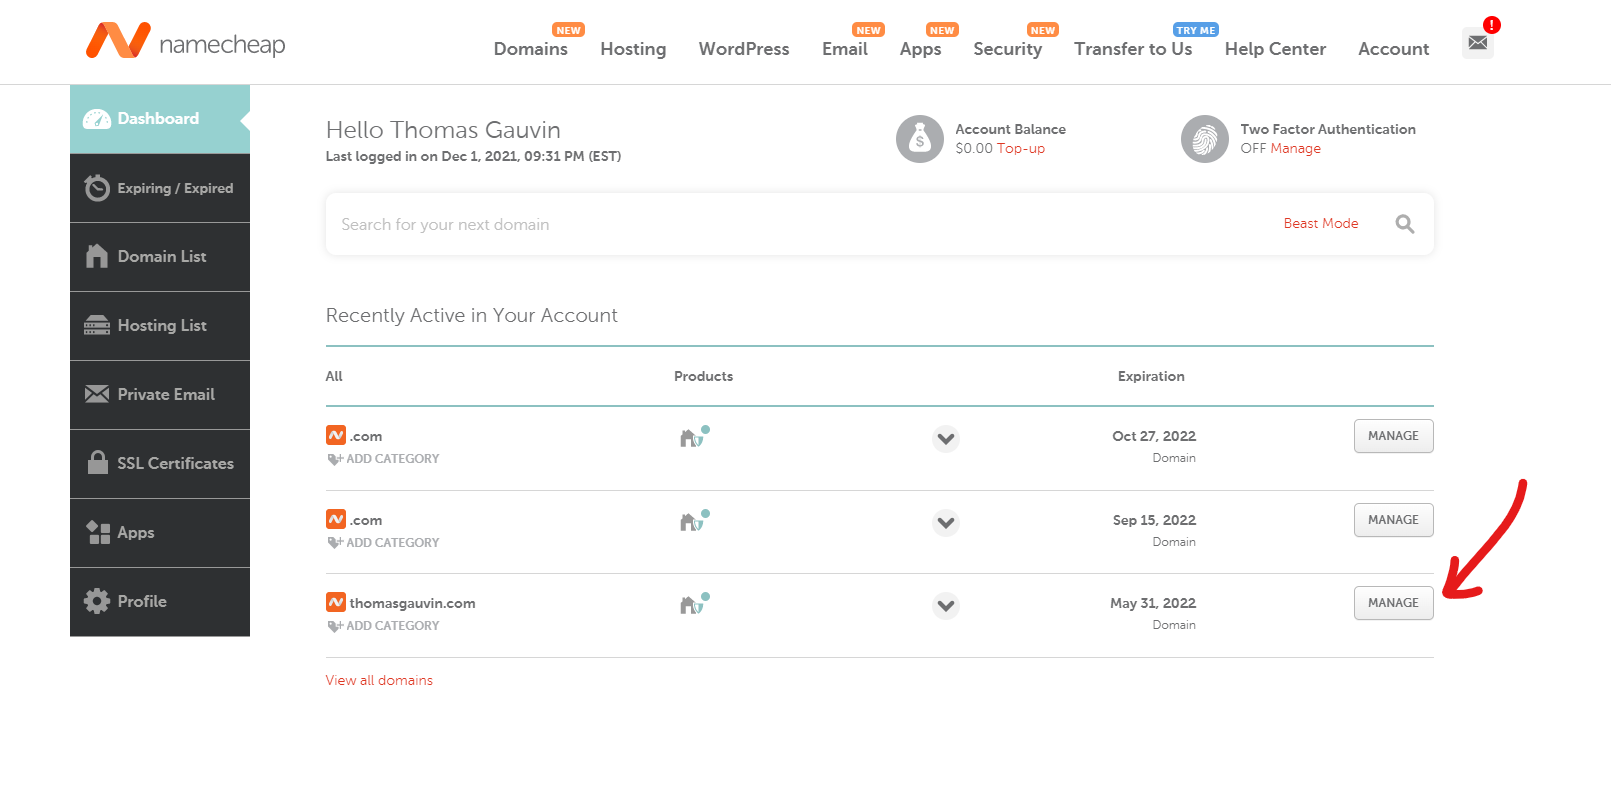 namecheap
NEW NEW NEW NEW TRY ME !
Domains Hosting WordPress Email Apps Security Transfer to Us Help Center Account
Dashboard
Expiring / Expired
Domain List
Hosting List
Private Email
SSL Certificates
Apps
Profile
Hello Thomas Gauvin
Last logged in on Dec 1, 2021, 09:31 PM (EST)
$
Account Balance
$0.00 Top-up
Two Factor Authentication
OFF Manage
Search for your next domain Beast Mode
Recently Active in Your Account
All Products Expiration
.com Oct 27, 2022 MANAGE
ADD CATEGORY Domain
.com Sep 15, 2022 MANAGE
ADD CATEGORY Domain
thomasgauvin.com May 31, 2022 MANAGE
ADD CATEGORY Domain
View all domains